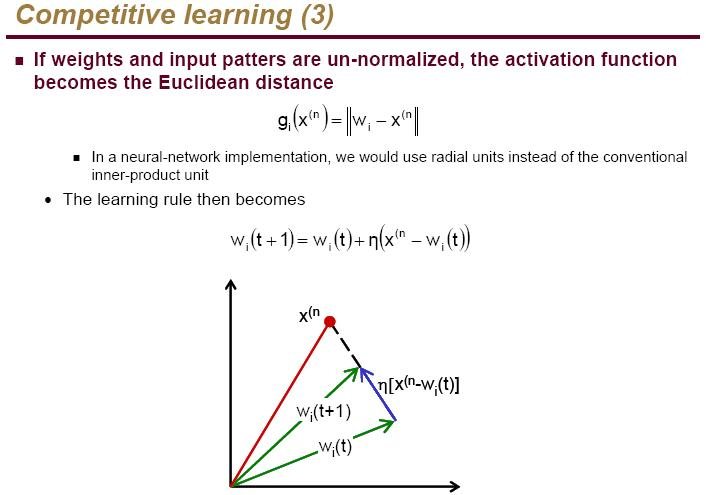 Competitive learning (3)
■ If weights and input patters are un-normalized, the activation function
becomes the Euclidean distance
gᵢ(x⁽ⁿ) = ‖wᵢ − x⁽ⁿ‖
■ In a neural-network implementation, we would use radial units instead of the conventional
inner-product unit
• The learning rule then becomes
wᵢ(t + 1) = wᵢ(t) + η(x⁽ⁿ − wᵢ(t))
x⁽ⁿ
η[x⁽ⁿ-wᵢ(t)]
wᵢ(t+1)
wᵢ(t)